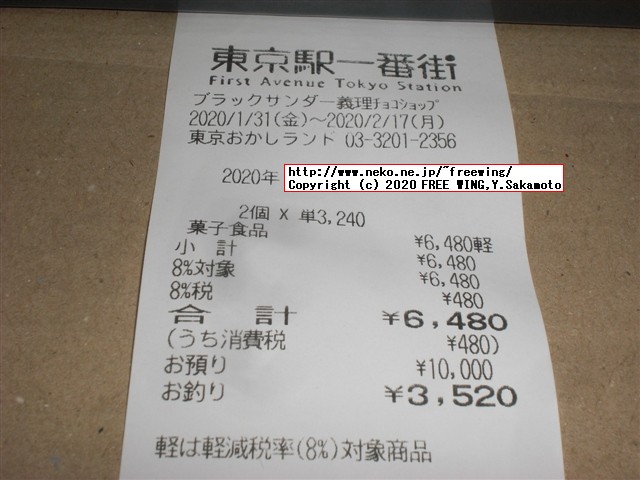 東京駅一番街
First Avenue Tokyo Station
ブラックサンダー義理ﾁｮｺｼｮｯﾌﾟ
2020/1/31(金)～2020/2/17(月)
東京おかしランド 03-3201-2356
2020年
http://www.neko.ne.jp/~freewing/
Copyright (c) 2020 FREE WING,Y.Sakamoto
2個 X 単3,240
菓子食品 ¥6,480軽
小 計 ¥6,480
8%対象 ¥6,480
8%税 ¥480
合 計 ¥6,480
(うち消費税 ¥480)
お預り ¥10,000
お釣り ¥3,520
軽は軽減税率(8%)対象商品